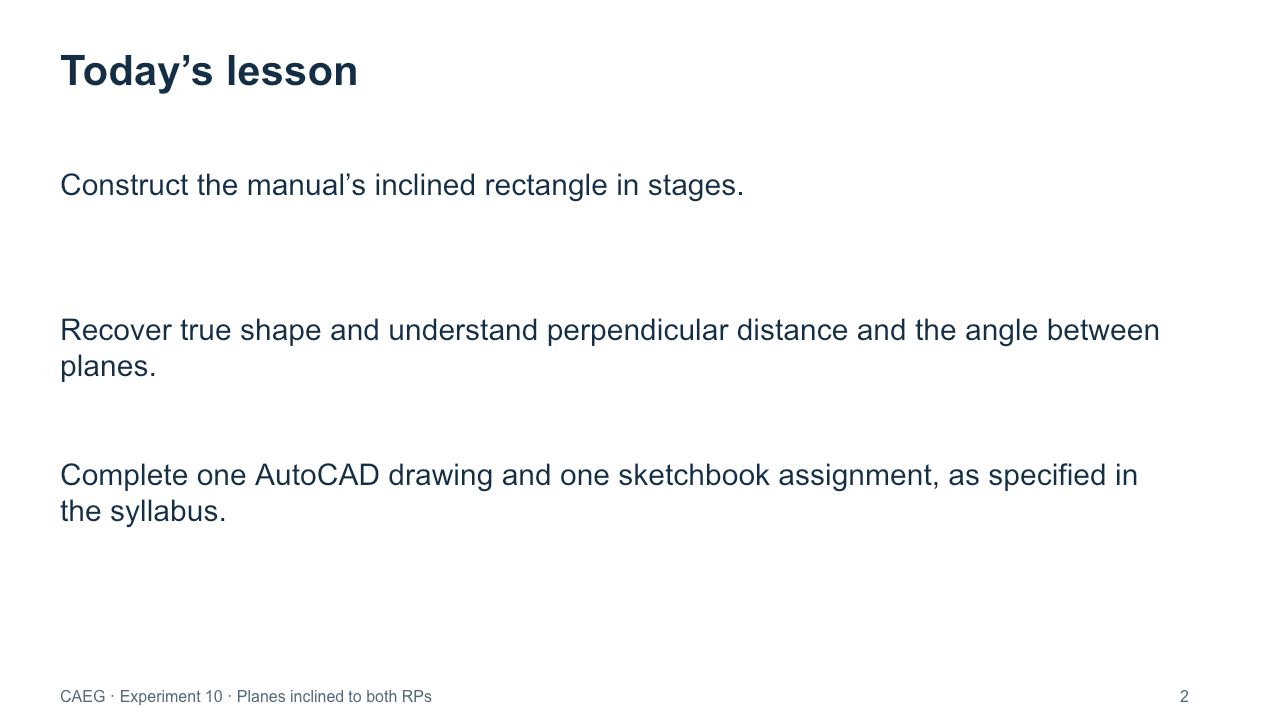 Today’s lesson
Construct the manual’s inclined rectangle in stages.
Recover true shape and understand perpendicular distance and the angle between
planes.
Complete one AutoCAD drawing and one sketchbook assignment, as specified in
the syllabus.
CAEG · Experiment 10 · Planes inclined to both RPs
2